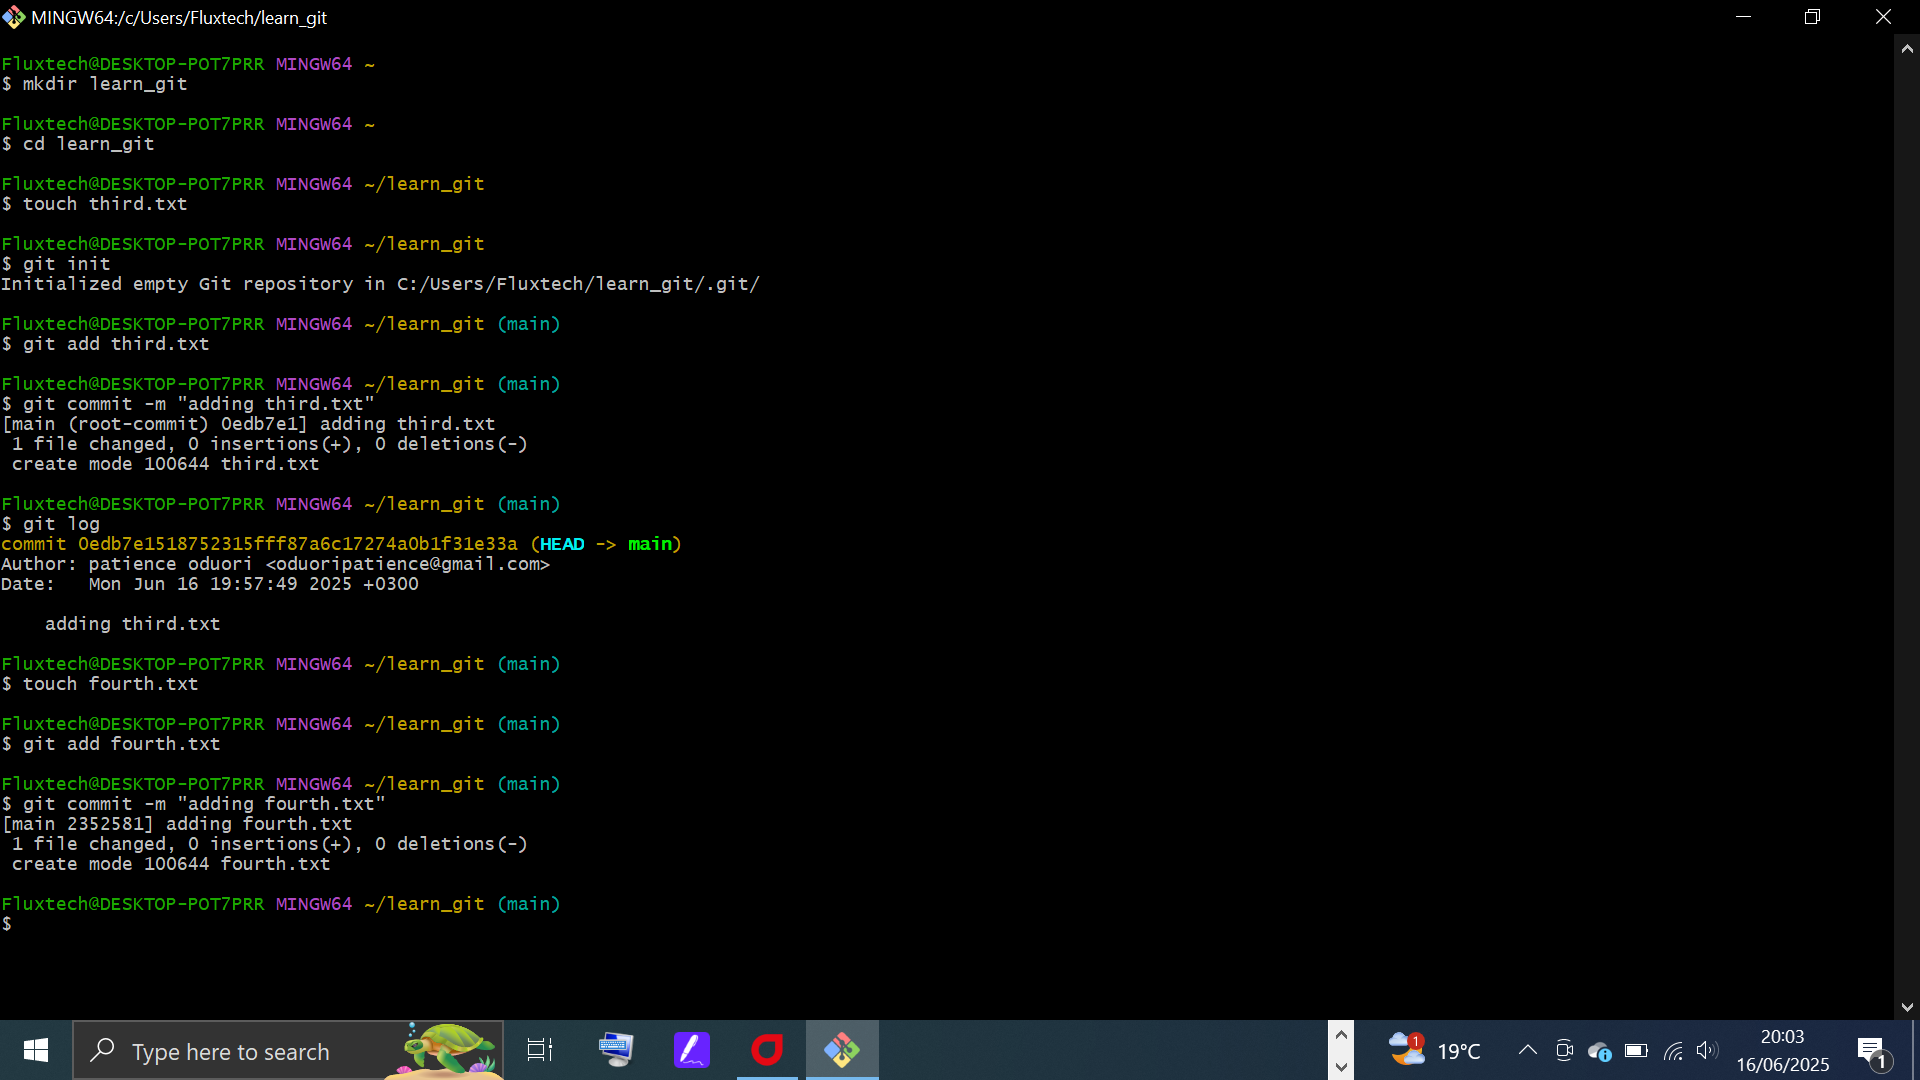 MINGW64:/c/Users/Fluxtech/learn_git
Fluxtech@DESKTOP-POT7PRR MINGW64 ~
$ mkdir learn_git
Fluxtech@DESKTOP-POT7PRR MINGW64 ~
$ cd learn_git
Fluxtech@DESKTOP-POT7PRR MINGW64 ~/learn_git
$ touch third.txt
Fluxtech@DESKTOP-POT7PRR MINGW64 ~/learn_git
$ git init
Initialized empty Git repository in C:/Users/Fluxtech/learn_git/.git/
Fluxtech@DESKTOP-POT7PRR MINGW64 ~/learn_git (main)
$ git add third.txt
Fluxtech@DESKTOP-POT7PRR MINGW64 ~/learn_git (main)
$ git commit -m "adding third.txt"
[main (root-commit) 0edb7e1] adding third.txt
 1 file changed, 0 insertions(+), 0 deletions(-)
 create mode 100644 third.txt
Fluxtech@DESKTOP-POT7PRR MINGW64 ~/learn_git (main)
$ git log
commit 0edb7e1518752315fff87a6c17274a0b1f31e33a (HEAD -> main)
Author: patience oduori <oduoripatience@gmail.com>
Date:   Mon Jun 16 19:57:49 2025 +0300
    adding third.txt
Fluxtech@DESKTOP-POT7PRR MINGW64 ~/learn_git (main)
$ touch fourth.txt
Fluxtech@DESKTOP-POT7PRR MINGW64 ~/learn_git (main)
$ git add fourth.txt
Fluxtech@DESKTOP-POT7PRR MINGW64 ~/learn_git (main)
$ git commit -m "adding fourth.txt"
[main 2352581] adding fourth.txt
 1 file changed, 0 insertions(+), 0 deletions(-)
 create mode 100644 fourth.txt
Fluxtech@DESKTOP-POT7PRR MINGW64 ~/learn_git (main)
$
Type here to search
1
19°C
20:03
16/06/2025
1